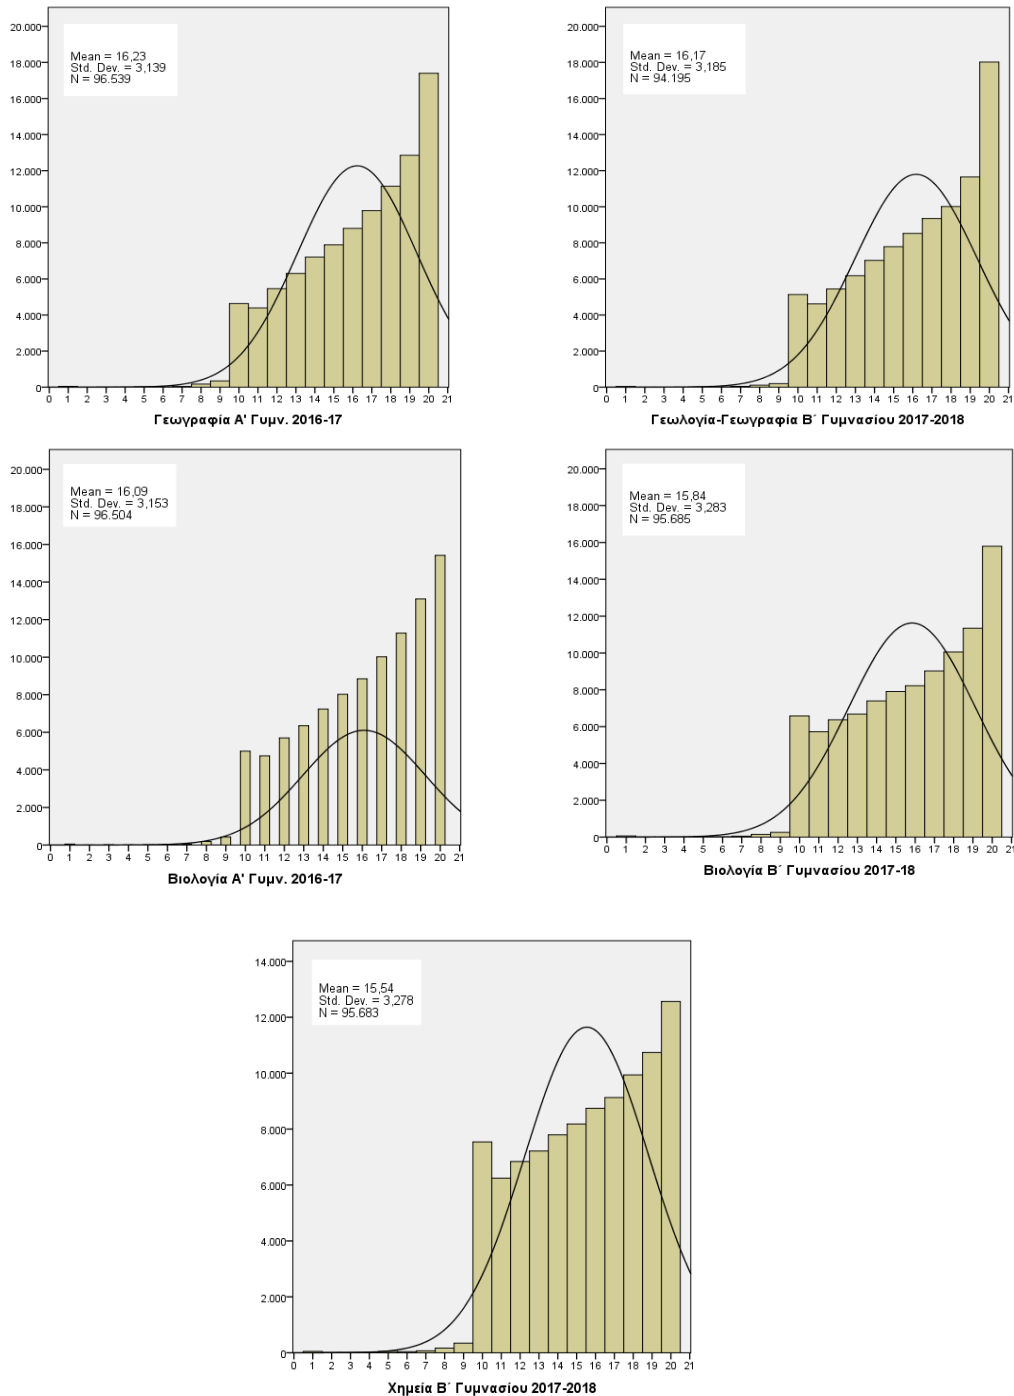 20.000
18.000
16.000
14.000
12.000
10.000
8.000
6.000
4.000
2.000
0
Mean = 16,23
Std. Dev. = 3,139
N = 96.539
0 1 2 3 4 5 6 7 8 9 10 11 12 13 14 15 16 17 18 19 20 21
Γεωγραφία Α' Γυμν. 2016-17
20.000
18.000
16.000
14.000
12.000
10.000
8.000
6.000
4.000
2.000
0
Mean = 16,17
Std. Dev. = 3,185
N = 94.195
0 1 2 3 4 5 6 7 8 9 10 11 12 13 14 15 16 17 18 19 20 21
Γεωλογία-Γεωγραφία Β΄ Γυμνασίου 2017-2018
20.000
18.000
16.000
14.000
12.000
10.000
8.000
6.000
4.000
2.000
0
Mean = 16,09
Std. Dev. = 3,153
N = 96.504
0 1 2 3 4 5 6 7 8 9 10 11 12 13 14 15 16 17 18 19 20 21
Βιολογία Α' Γυμν. 2016-17
20.000
18.000
16.000
14.000
12.000
10.000
8.000
6.000
4.000
2.000
0
Mean = 15,84
Std. Dev. = 3,283
N = 95.685
0 1 2 3 4 5 6 7 8 9 10 11 12 13 14 15 16 17 18 19 20 21
Βιολογία Β΄ Γυμνασίου 2017-18
14.000
12.000
10.000
8.000
6.000
4.000
2.000
0
Mean = 15,54
Std. Dev. = 3,278
N = 95.683
0 1 2 3 4 5 6 7 8 9 10 11 12 13 14 15 16 17 18 19 20 21
Χημεία Β΄ Γυμνασίου 2017-2018